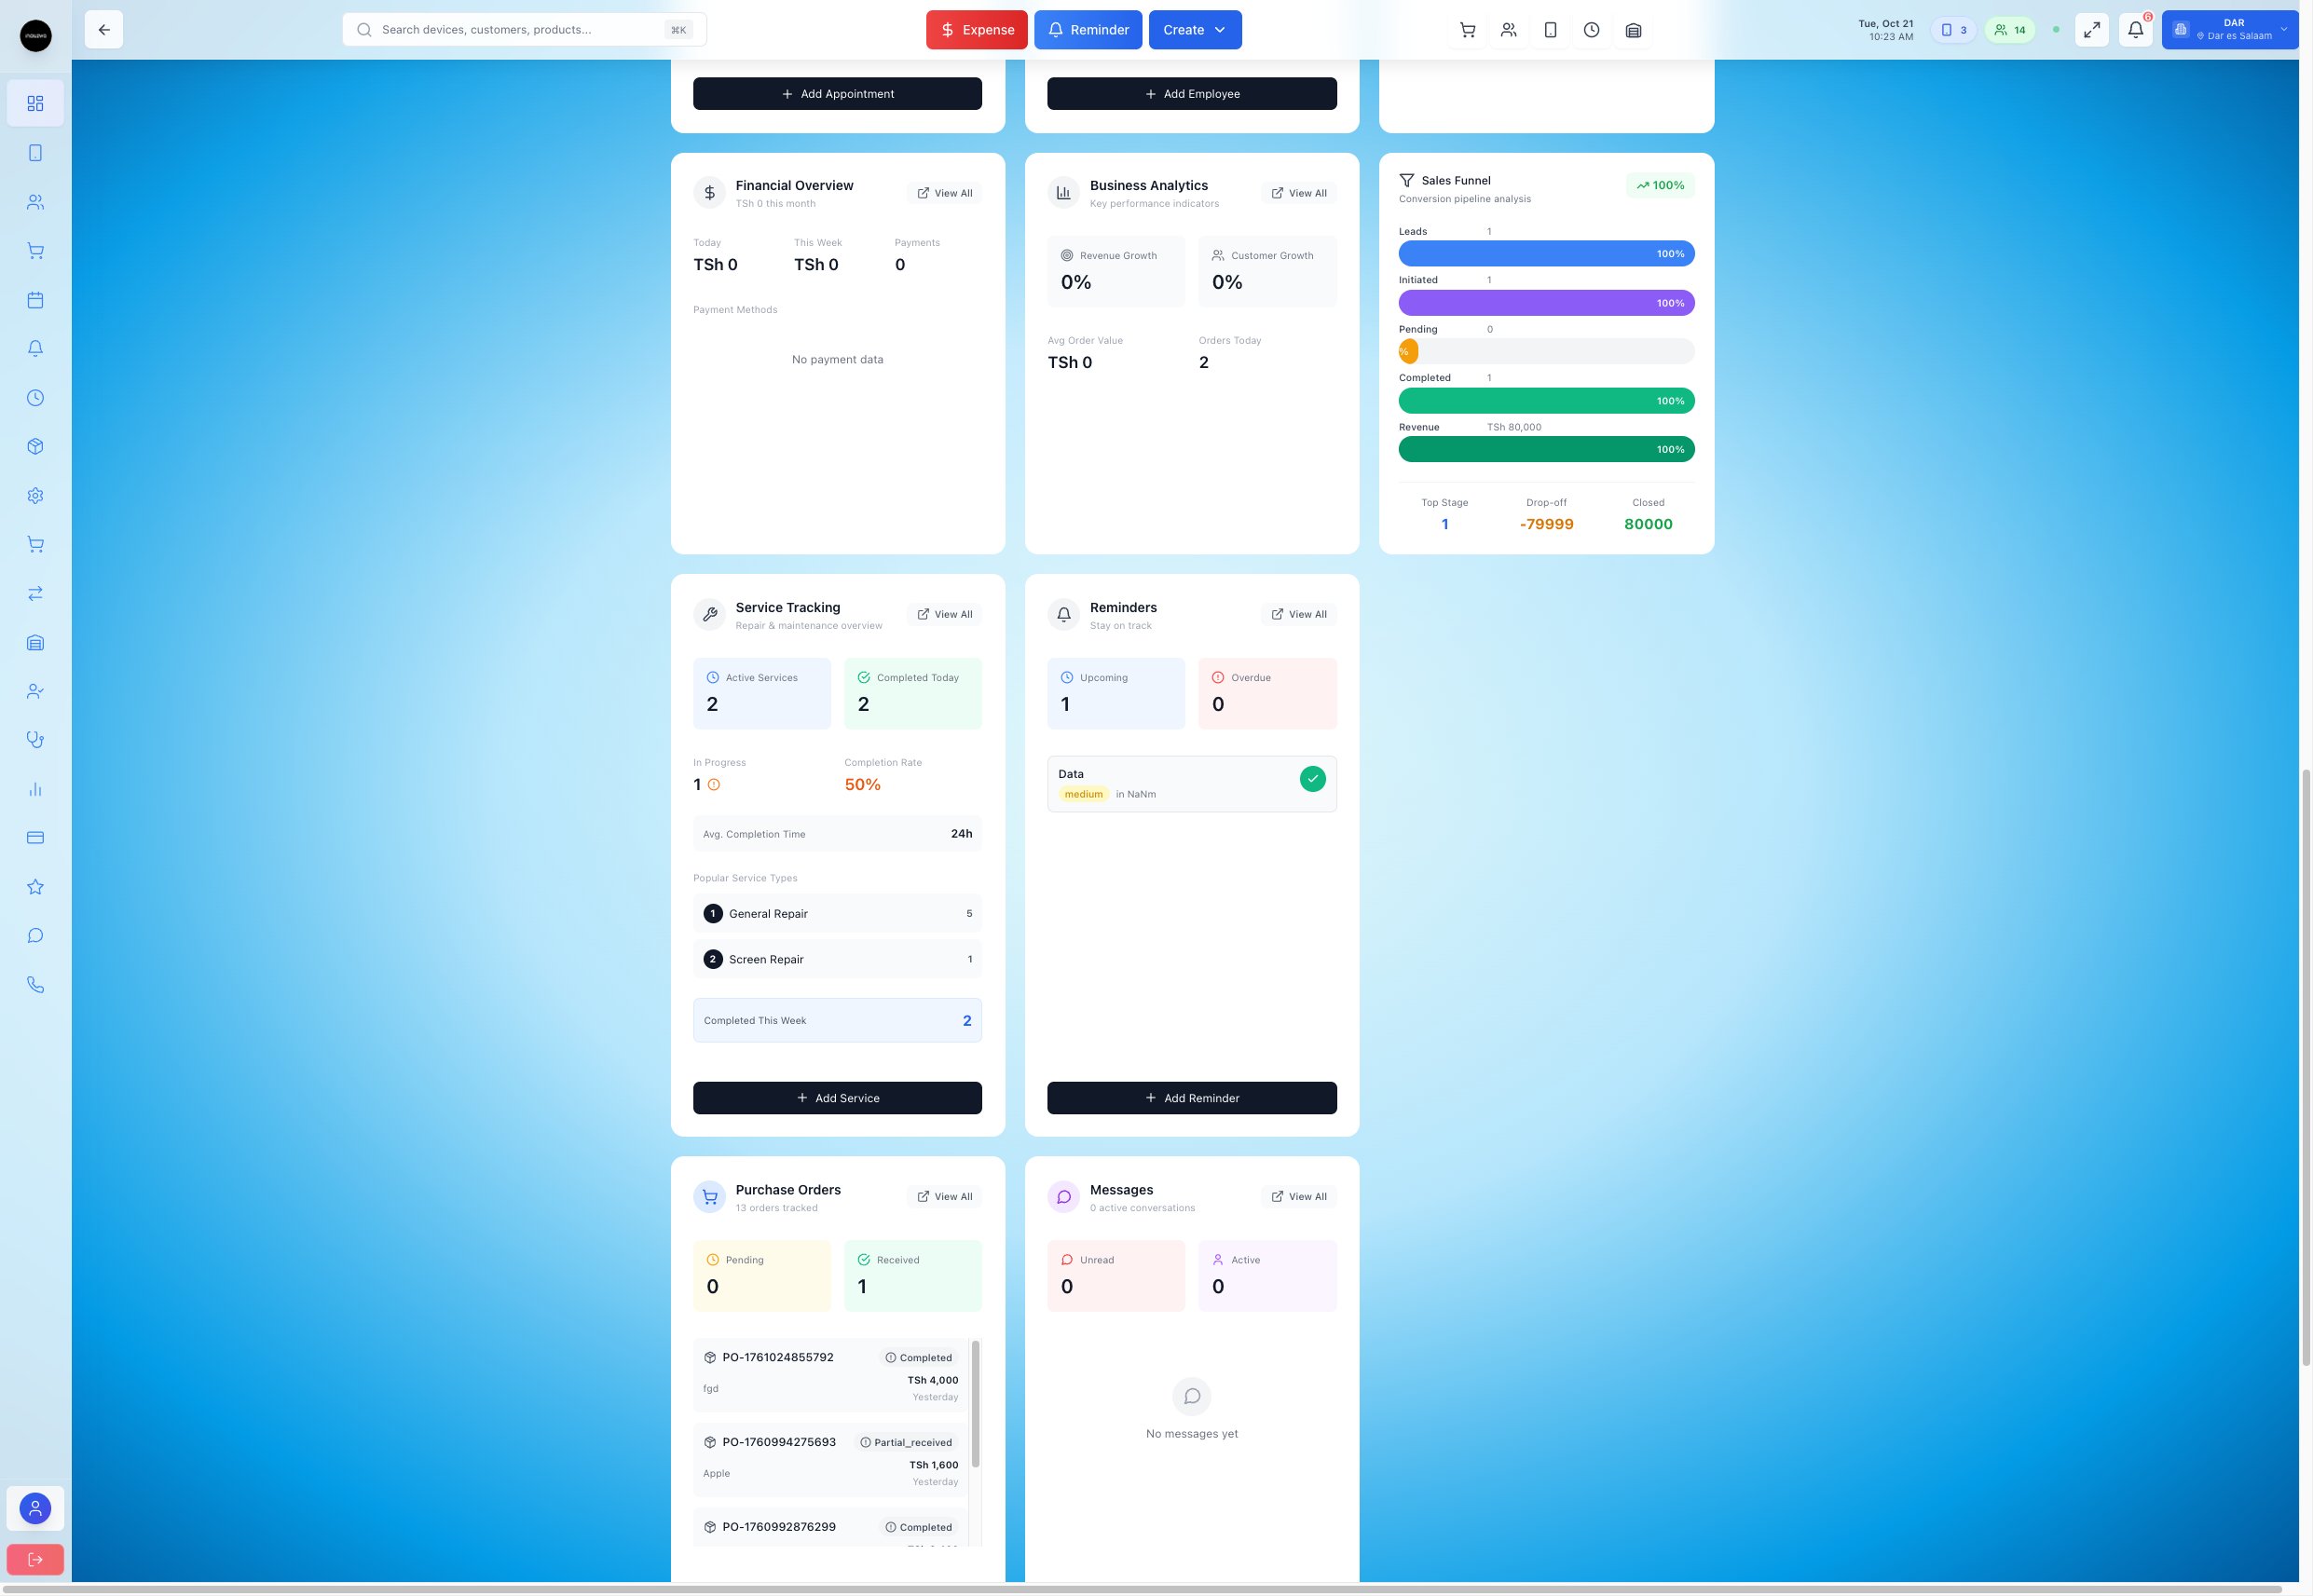 Search devices, customers, products...
⌘K
Expense
Reminder
Create
Tue, Oct 21
10:23 AM
3
14
6
DAR
Dar es Salaam
Add Appointment
Add Employee
Financial Overview
TSh 0 this month
View All
Today
This Week
Payments
TSh 0
TSh 0
0
Payment Methods
No payment data
Business Analytics
Key performance indicators
View All
Revenue Growth
0%
Customer Growth
0%
Avg Order Value
Orders Today
TSh 0
2
Sales Funnel
Conversion pipeline analysis
100%
Leads 1
100%
Initiated 1
100%
Pending 0
%
Completed 1
100%
Revenue TSh 80,000
100%
Top Stage
Drop-off
Closed
1
-79999
80000
Service Tracking
Repair & maintenance overview
View All
Active Services
2
Completed Today
2
In Progress
Completion Rate
1
50%
Avg. Completion Time 24h
Popular Service Types
1 General Repair 5
2 Screen Repair 1
Completed This Week 2
Add Service
Reminders
Stay on track
View All
Upcoming
1
Overdue
0
Data
medium in NaNm
Add Reminder
Purchase Orders
13 orders tracked
View All
Pending
0
Received
1
PO-1761024855792 Completed
TSh 4,000
fgd
Yesterday
PO-1760994275693 Partial_received
TSh 1,600
Apple
Yesterday
PO-1760992876299 Completed
Messages
0 active conversations
View All
Unread
0
Active
0
No messages yet